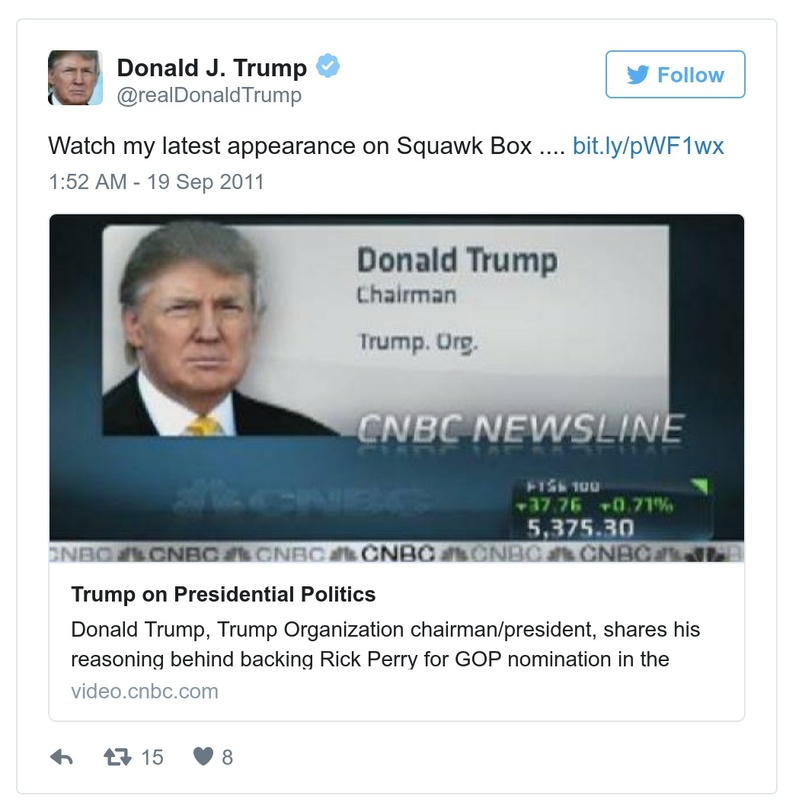 Donald J. Trump
@realDonaldTrump
Follow
Watch my latest appearance on Squawk Box .... bit.ly/pWF1wx
1:52 AM - 19 Sep 2011
Donald Trump
Chairman
Trump. Org.
CNBC NEWSLINE
CNBC
FTSE 100
+37.76 +0.71%
5,375.30
CNBC CNBC CNBC CNBC CNBC CNBC
Trump on Presidential Politics
Donald Trump, Trump Organization chairman/president, shares his
reasoning behind backing Rick Perry for GOP nomination in the
video.cnbc.com
15 8